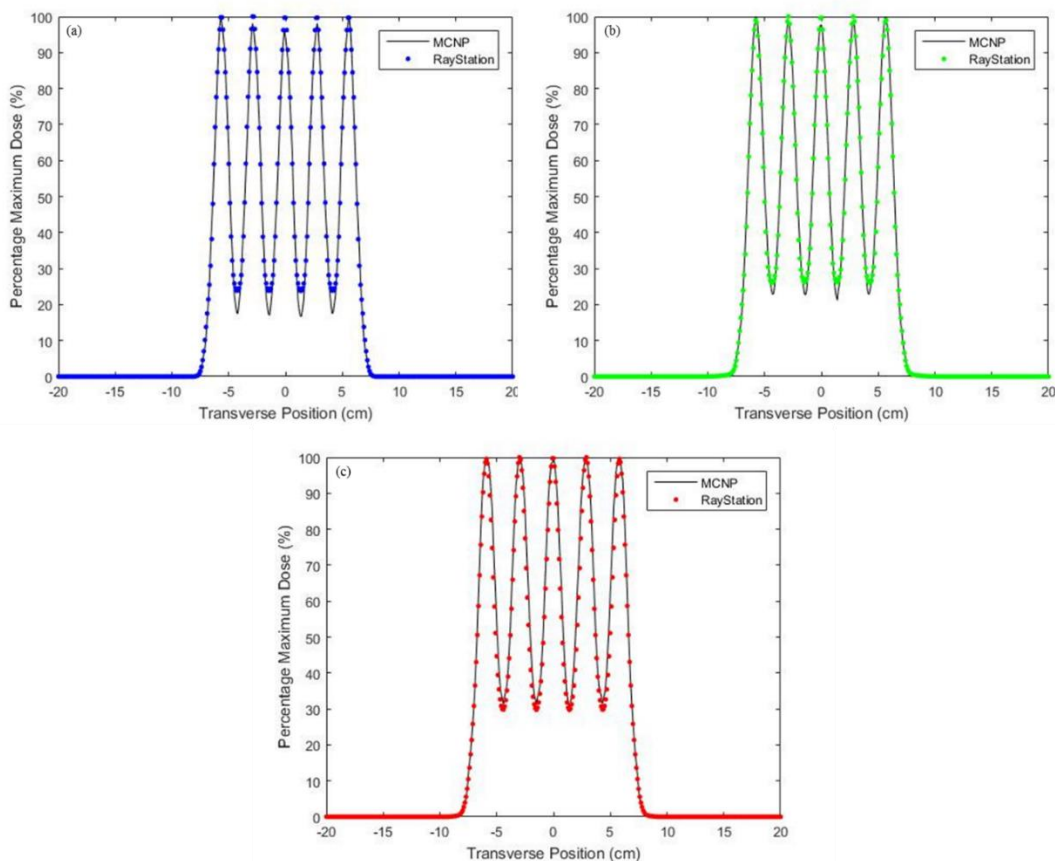 (a)
MCNP
RayStation
Percentage Maximum Dose (%)
100
90
80
70
60
50
40
30
20
10
0
-20 -15 -10 -5 0 5 10 15 20
Transverse Position (cm)
(b)
MCNP
RayStation
Percentage Maximum Dose (%)
100
90
80
70
60
50
40
30
20
10
0
-20 -15 -10 -5 0 5 10 15 20
Transverse Position (cm)
(c)
MCNP
RayStation
Percentage Maximum Dose (%)
100
90
80
70
60
50
40
30
20
10
0
-20 -15 -10 -5 0 5 10 15 20
Transverse Position (cm)